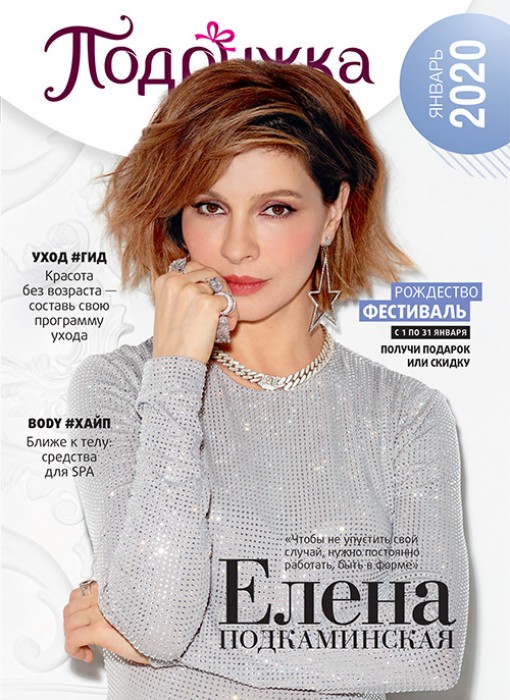 Подружка
ЯНВАРЬ
2020
УХОД #ГИД
Красота
без возраста —
составь свою
программу
ухода
РОЖДЕСТВО
ФЕСТИВАЛЬ
С 1 ПО 31 ЯНВАРЯ
ПОЛУЧИ ПОДАРОК
ИЛИ СКИДКУ
BODY #ХАЙП
Ближе к телу:
средства
для SPA
«Чтобы не упустить свой
случай, нужно постоянно
работать, быть в форме»
Елена
ПОДКАМИНСКАЯ